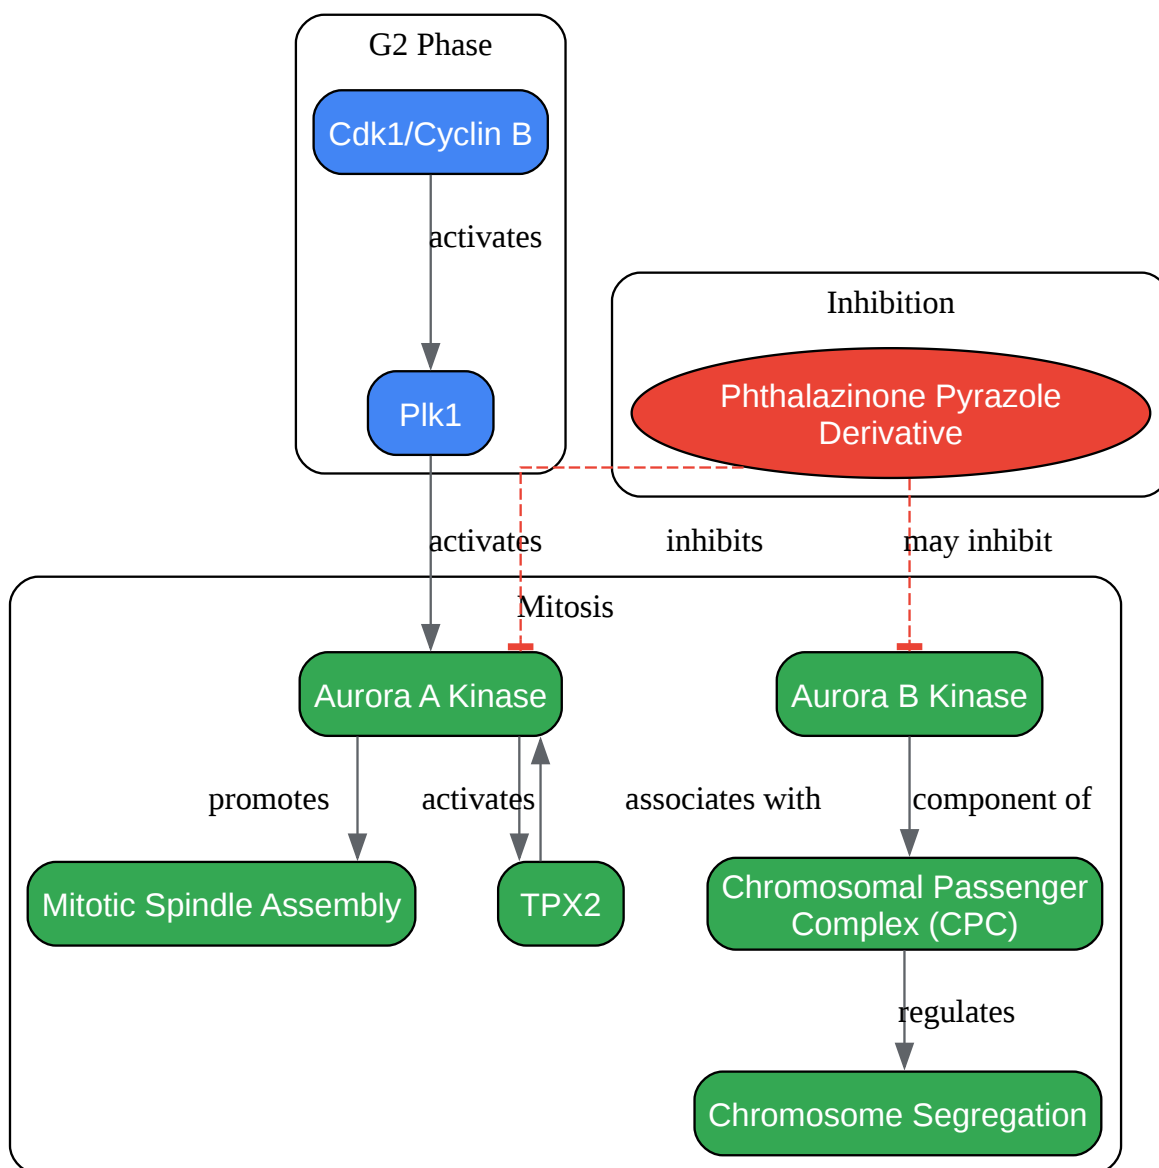 G2 Phase
Cdk1/Cyclin B
activates
Inhibition
Phthalazinone Pyrazole
Derivative
Plk1
activates
inhibits
may inhibit
Mitosis
Aurora A Kinase
Aurora B Kinase
promotes
activates
associates with
component of
Mitotic Spindle Assembly
TPX2
Chromosomal Passenger
Complex (CPC)
regulates
Chromosome Segregation